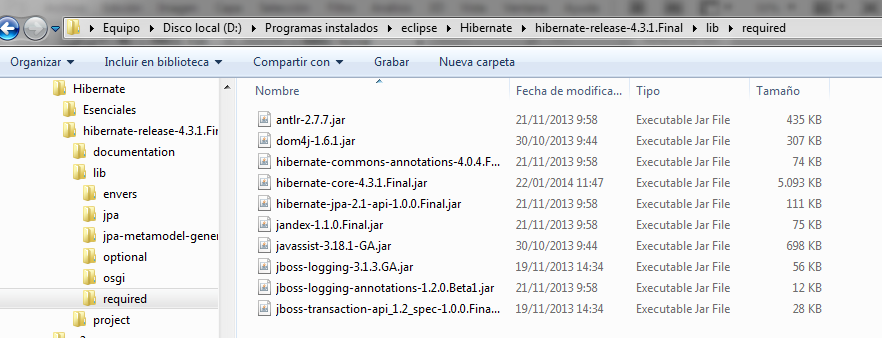 Equipo ▸ Disco local (D:) ▸ Programas instalados ▸ eclipse ▸ Hibernate ▸ hibernate-release-4.3.1.Final ▸ lib ▸ required
Organizar ▾ Incluir en biblioteca ▾ Compartir con ▾ Grabar Nueva carpeta
Hibernate
Esenciales
hibernate-release-4.3.1.Fir
documentation
lib
envers
jpa
jpa-metamodel-gener
optional
osgi
required
project
Fecha de modifica... Tipo Tamaño
antlr-2.7.7.jar 21/11/2013 9:58 Executable Jar File 435 KB
dom4j-1.6.1.jar 30/10/2013 9:44 Executable Jar File 307 KB
hibernate-commons-annotations-4.0.4.F... 21/11/2013 9:58 Executable Jar File 74 KB
hibernate-core-4.3.1.Final.jar 22/01/2014 11:47 Executable Jar File 5.093 KB
hibernate-jpa-2.1-api-1.0.0.Final.jar 21/11/2013 9:58 Executable Jar File 111 KB
jandex-1.1.0.Final.jar 21/11/2013 9:58 Executable Jar File 75 KB
javassist-3.18.1-GA.jar 30/10/2013 9:44 Executable Jar File 698 KB
jboss-logging-3.1.3.GA.jar 19/11/2013 14:34 Executable Jar File 56 KB
jboss-logging-annotations-1.2.0.Beta1.jar 21/11/2013 9:58 Executable Jar File 12 KB
jboss-transaction-api_1.2_spec-1.0.0.Fina... 19/11/2013 14:34 Executable Jar File 28 KB